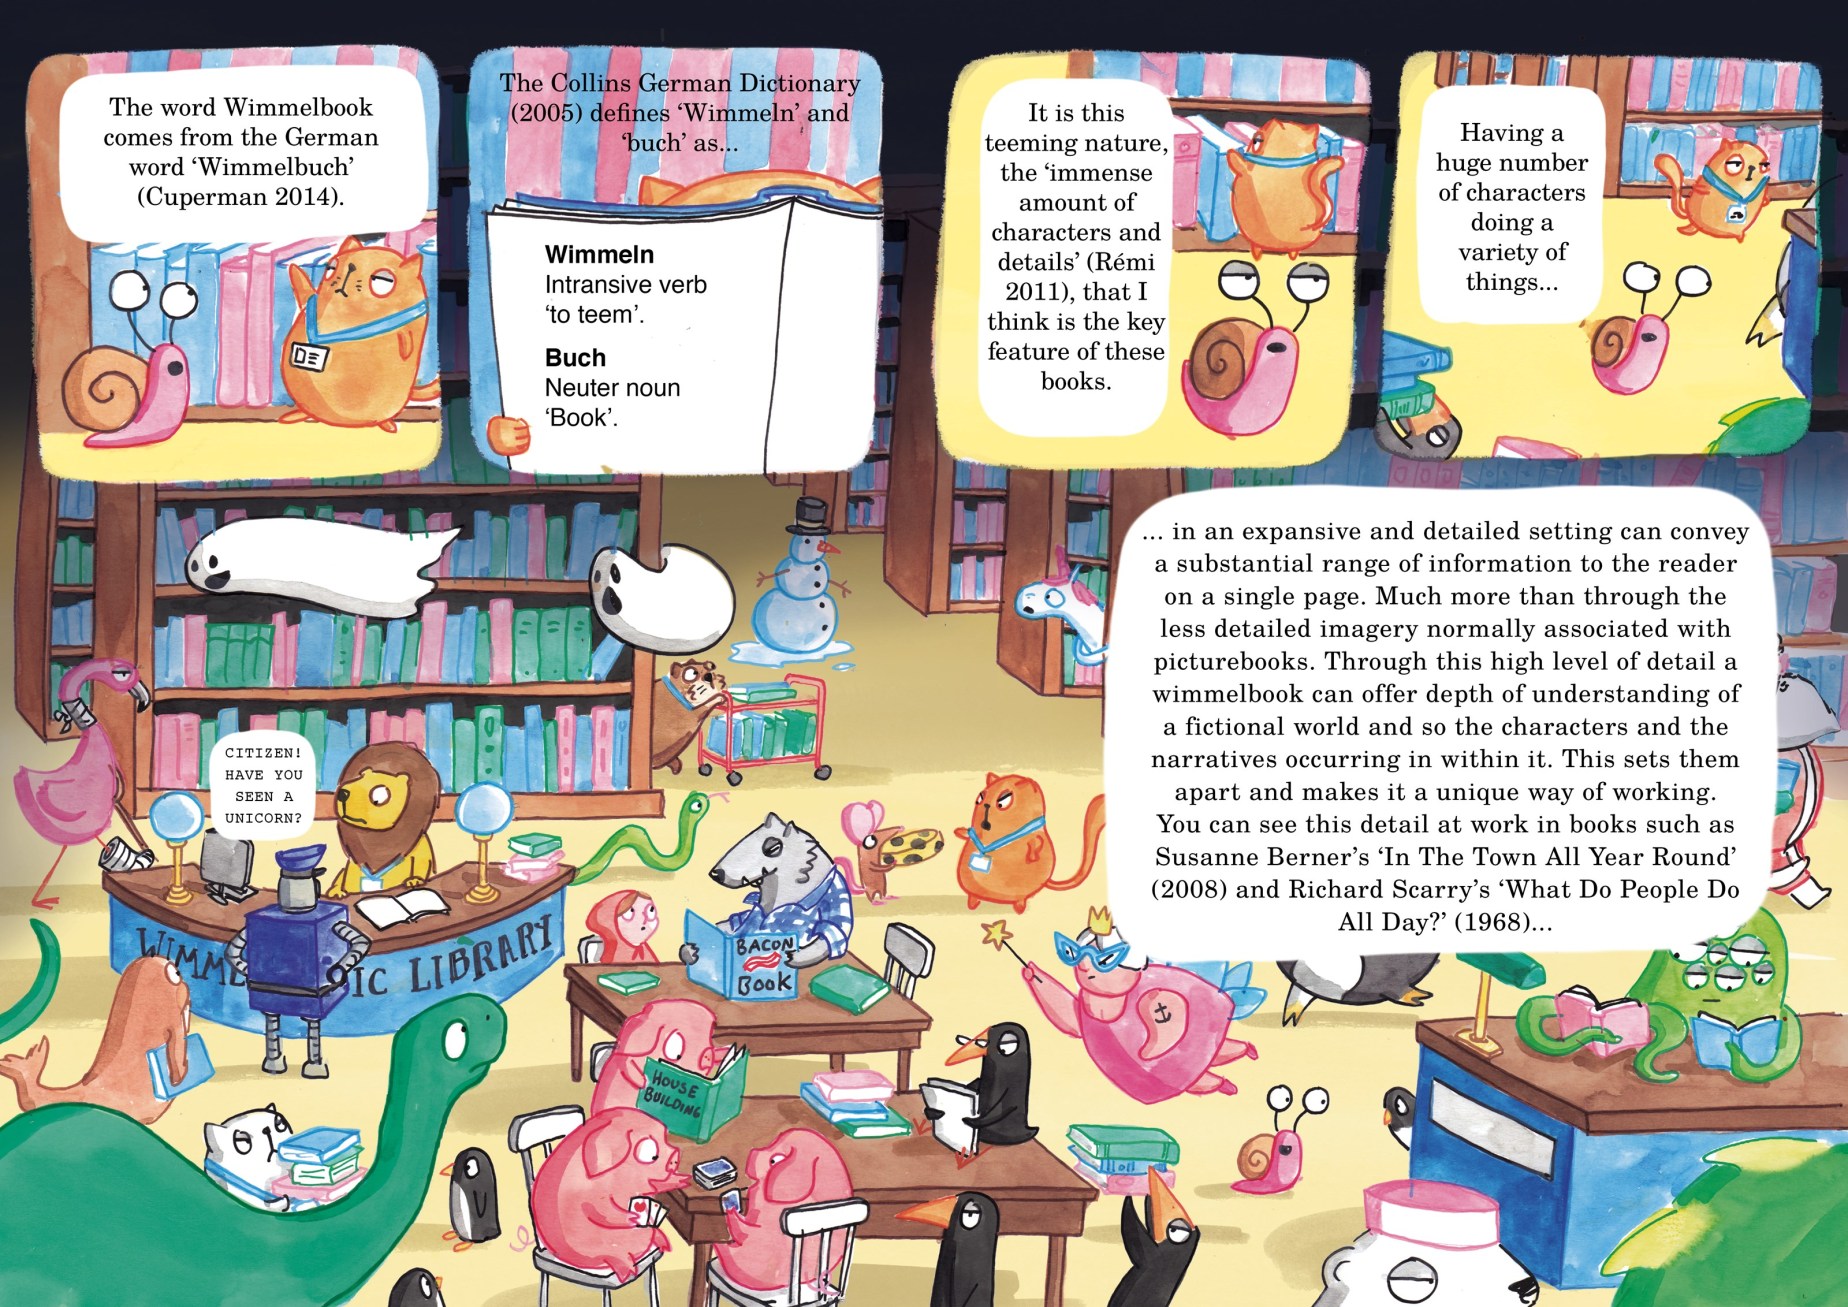 The word Wimmelbook
comes from the German
word ‘Wimmelbuch’
(Cuperman 2014).
The Collins German Dictionary
(2005) defines ‘Wimmeln’ and
‘buch’ as...
Wimmeln
Intransive verb
‘to teem’.
Buch
Neuter noun
‘Book’.
It is this
teeming nature,
the ‘immense
amount of
characters and
details’ (Rémi
2011), that I
think is the key
feature of these
books.
Having a
huge number
of characters
doing a
variety of
things...
... in an expansive and detailed setting can convey
a substantial range of information to the reader
on a single page. Much more than through the
less detailed imagery normally associated with
picturebooks. Through this high level of detail a
wimmelbook can offer depth of understanding of
a fictional world and so the characters and the
narratives occurring in within it. This sets them
apart and makes it a unique way of working.
You can see this detail at work in books such as
Susanne Berner’s ‘In The Town All Year Round’
(2008) and Richard Scarry’s ‘What Do People Do
All Day?’ (1968)...
CITIZEN!
HAVE YOU
SEEN A
UNICORN?
WIMME IC LIBRARY
BACON
BOOK
HOUSE
BUILDING